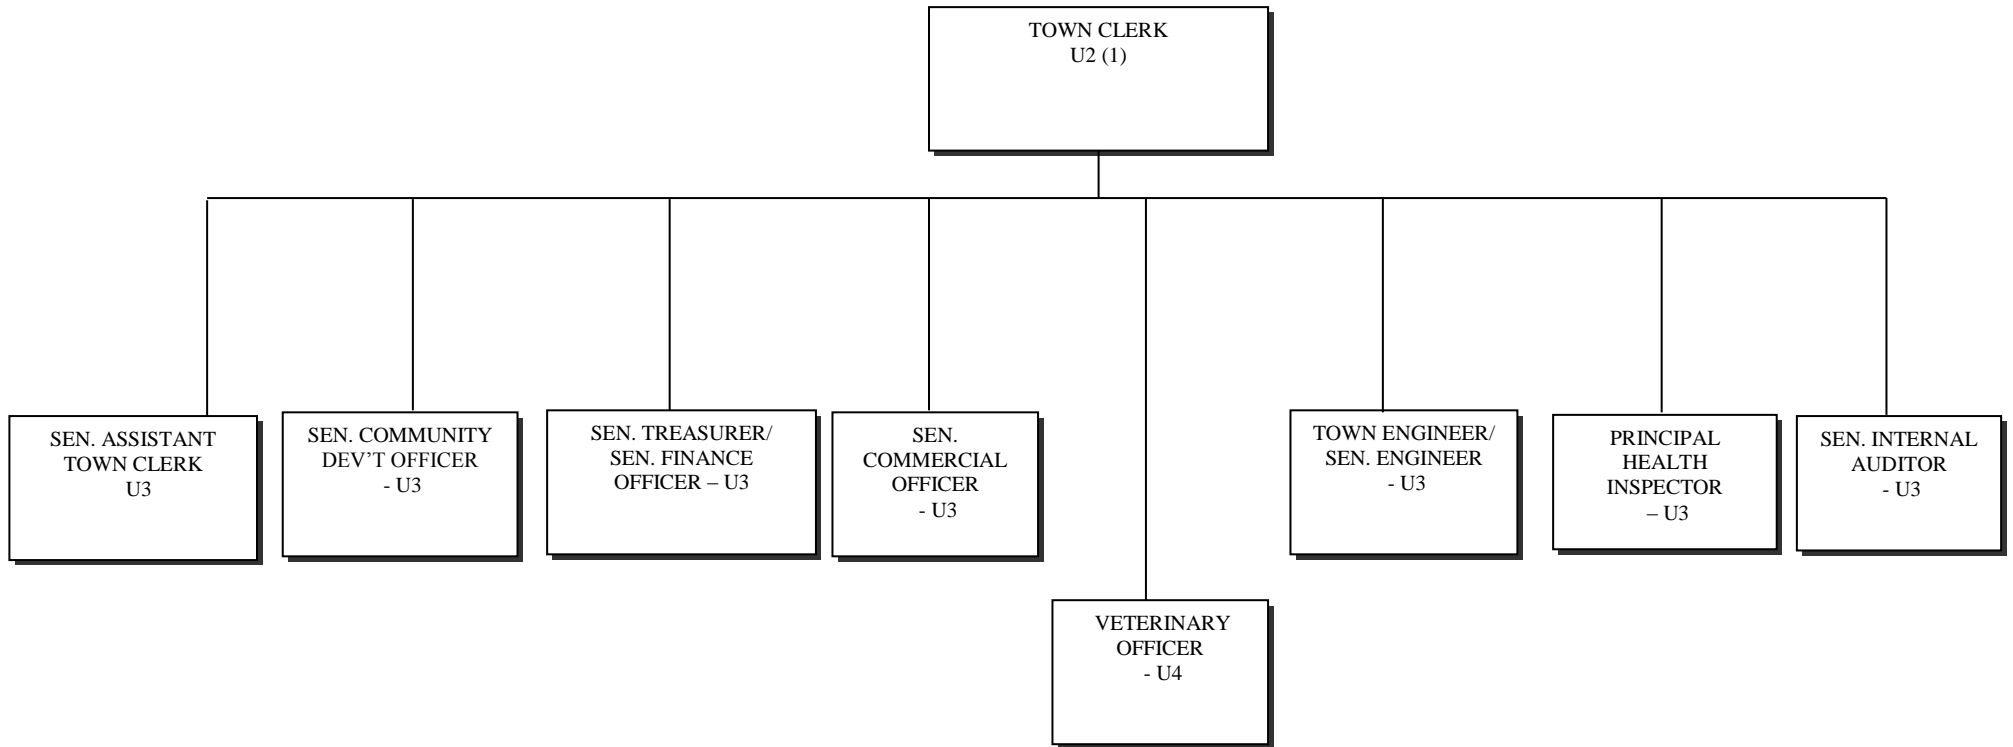 TOWN CLERK
U2 (1)
SEN. ASSISTANT
TOWN CLERK
U3
SEN. COMMUNITY
DEV’T OFFICER
- U3
SEN. TREASURER/
SEN. FINANCE
OFFICER – U3
SEN.
COMMERCIAL
OFFICER
- U3
VETERINARY
OFFICER
- U4
TOWN ENGINEER/
SEN. ENGINEER
- U3
PRINCIPAL
HEALTH
INSPECTOR
– U3
SEN. INTERNAL
AUDITOR
- U3